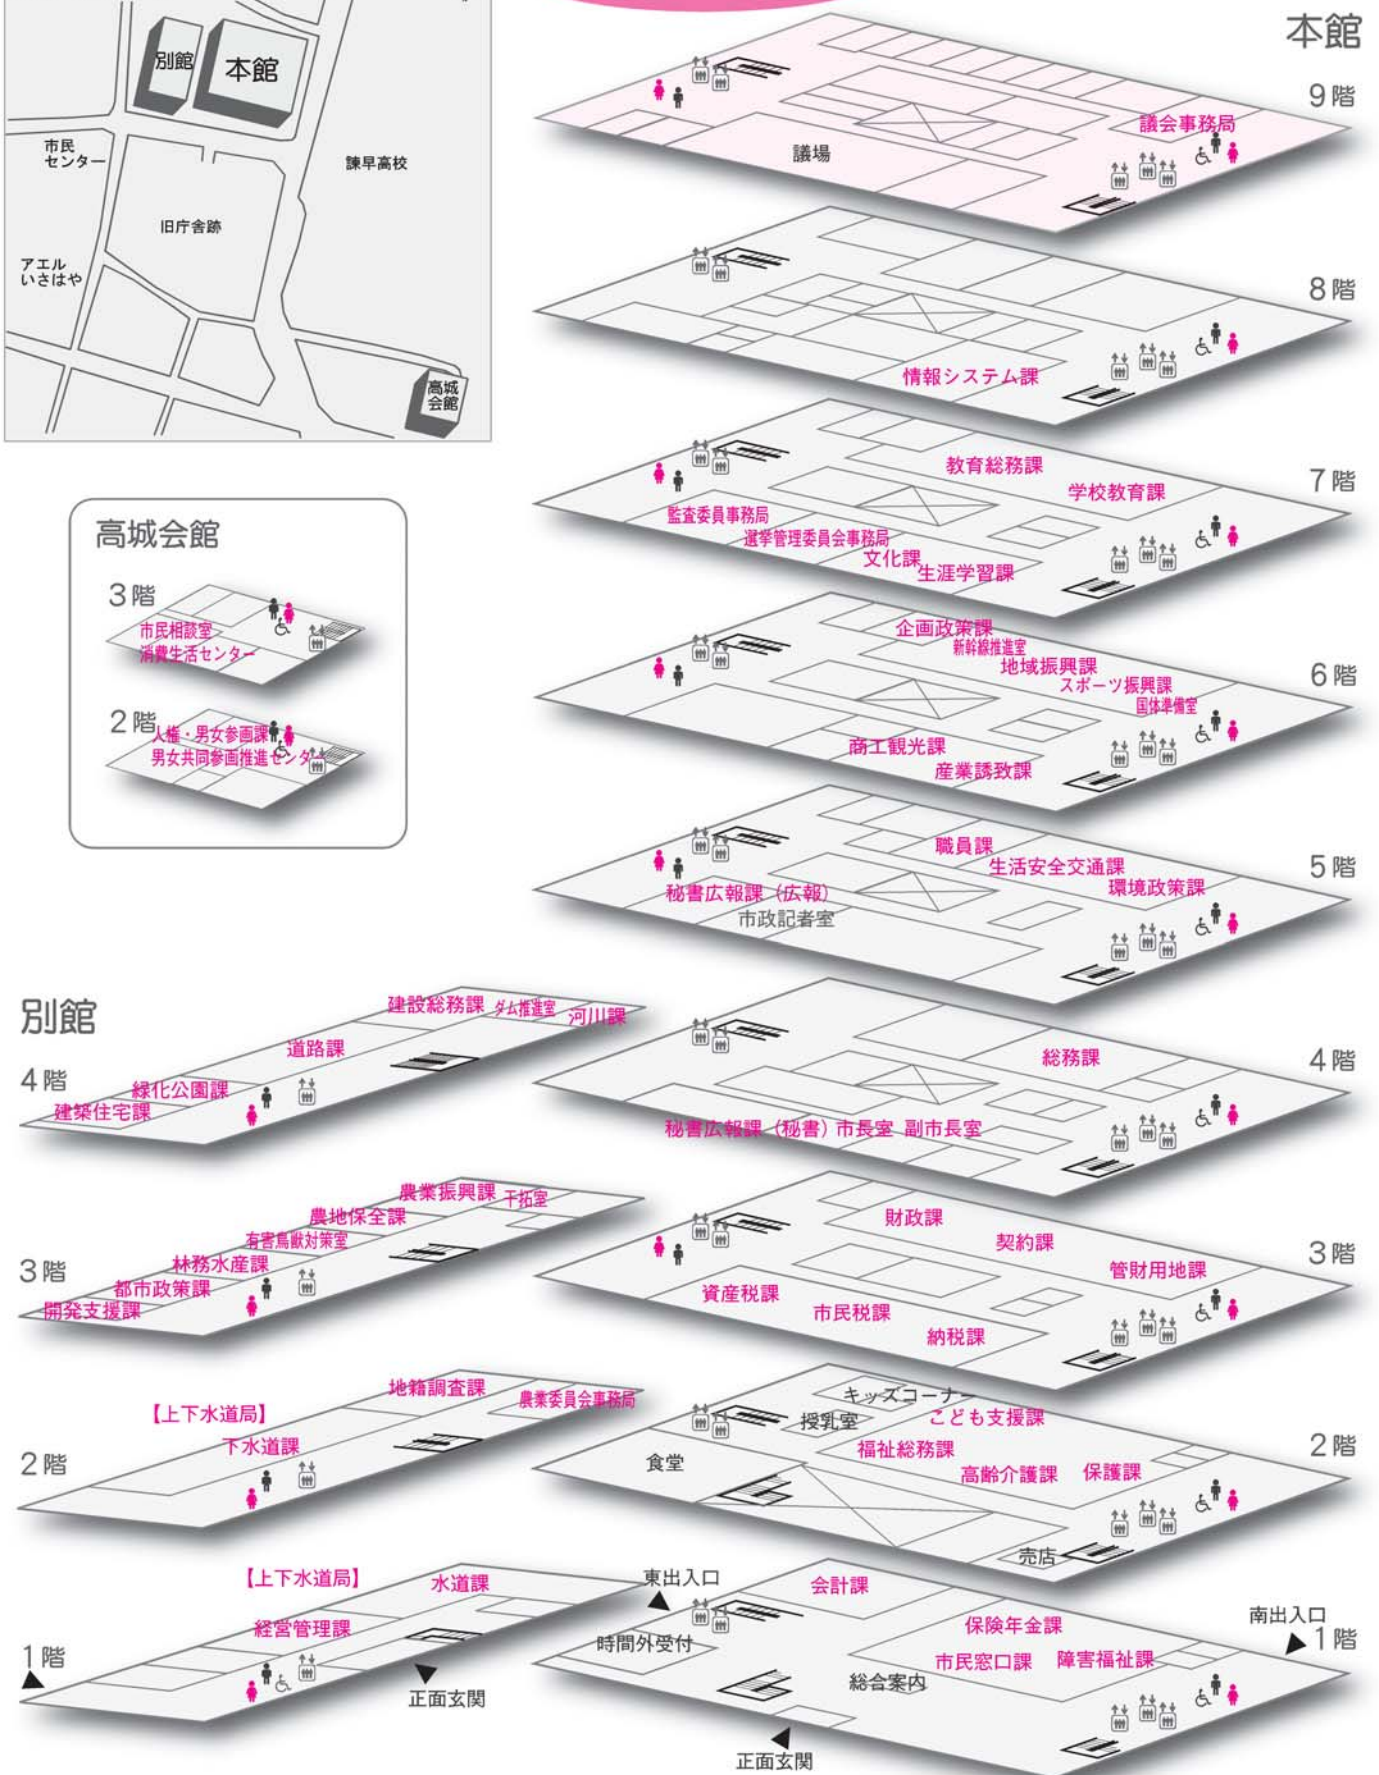 別館
本館
市民
センター
諫早高校
旧庁舎跡
アエル
いさはや
高城
会館
高城会館
3階
市民相談室
消費生活センター
2階
人権・男女参画課
男女共同参画推進センター
本館
9階
議会事務局
議場
8階
情報システム課
7階
教育総務課
学校教育課
監査委員事務局
選挙管理委員会事務局
文化課
生涯学習課
6階
企画政策課
新幹線推進室
地域振興課
スポーツ振興課
国体準備室
商工観光課
産業誘致課
5階
職員課
生活安全交通課
環境政策課
秘書広報課（広報）
市政記者室
4階
総務課
秘書広報課（秘書）市長室 副市長室
3階
財政課
契約課
管財用地課
資産税課
市民税課
納税課
2階
キッズコーナー
授乳室
こども支援課
福祉総務課
高齢介護課
保護課
食堂
売店
1階
東出入口
会計課
南出入口
保険年金課
時間外受付
市民窓口課
障害福祉課
総合案内
正面玄関
別館
4階
建設総務課
ダム推進室
河川課
道路課
緑化公園課
建築住宅課
3階
農業振興課
干拓室
農地保全課
有害鳥獣対策室
林務水産課
都市政策課
開発支援課
2階
地籍調査課
農業委員会事務局
【上下水道局】
下水道課
1階
【上下水道局】
水道課
経営管理課
正面玄関